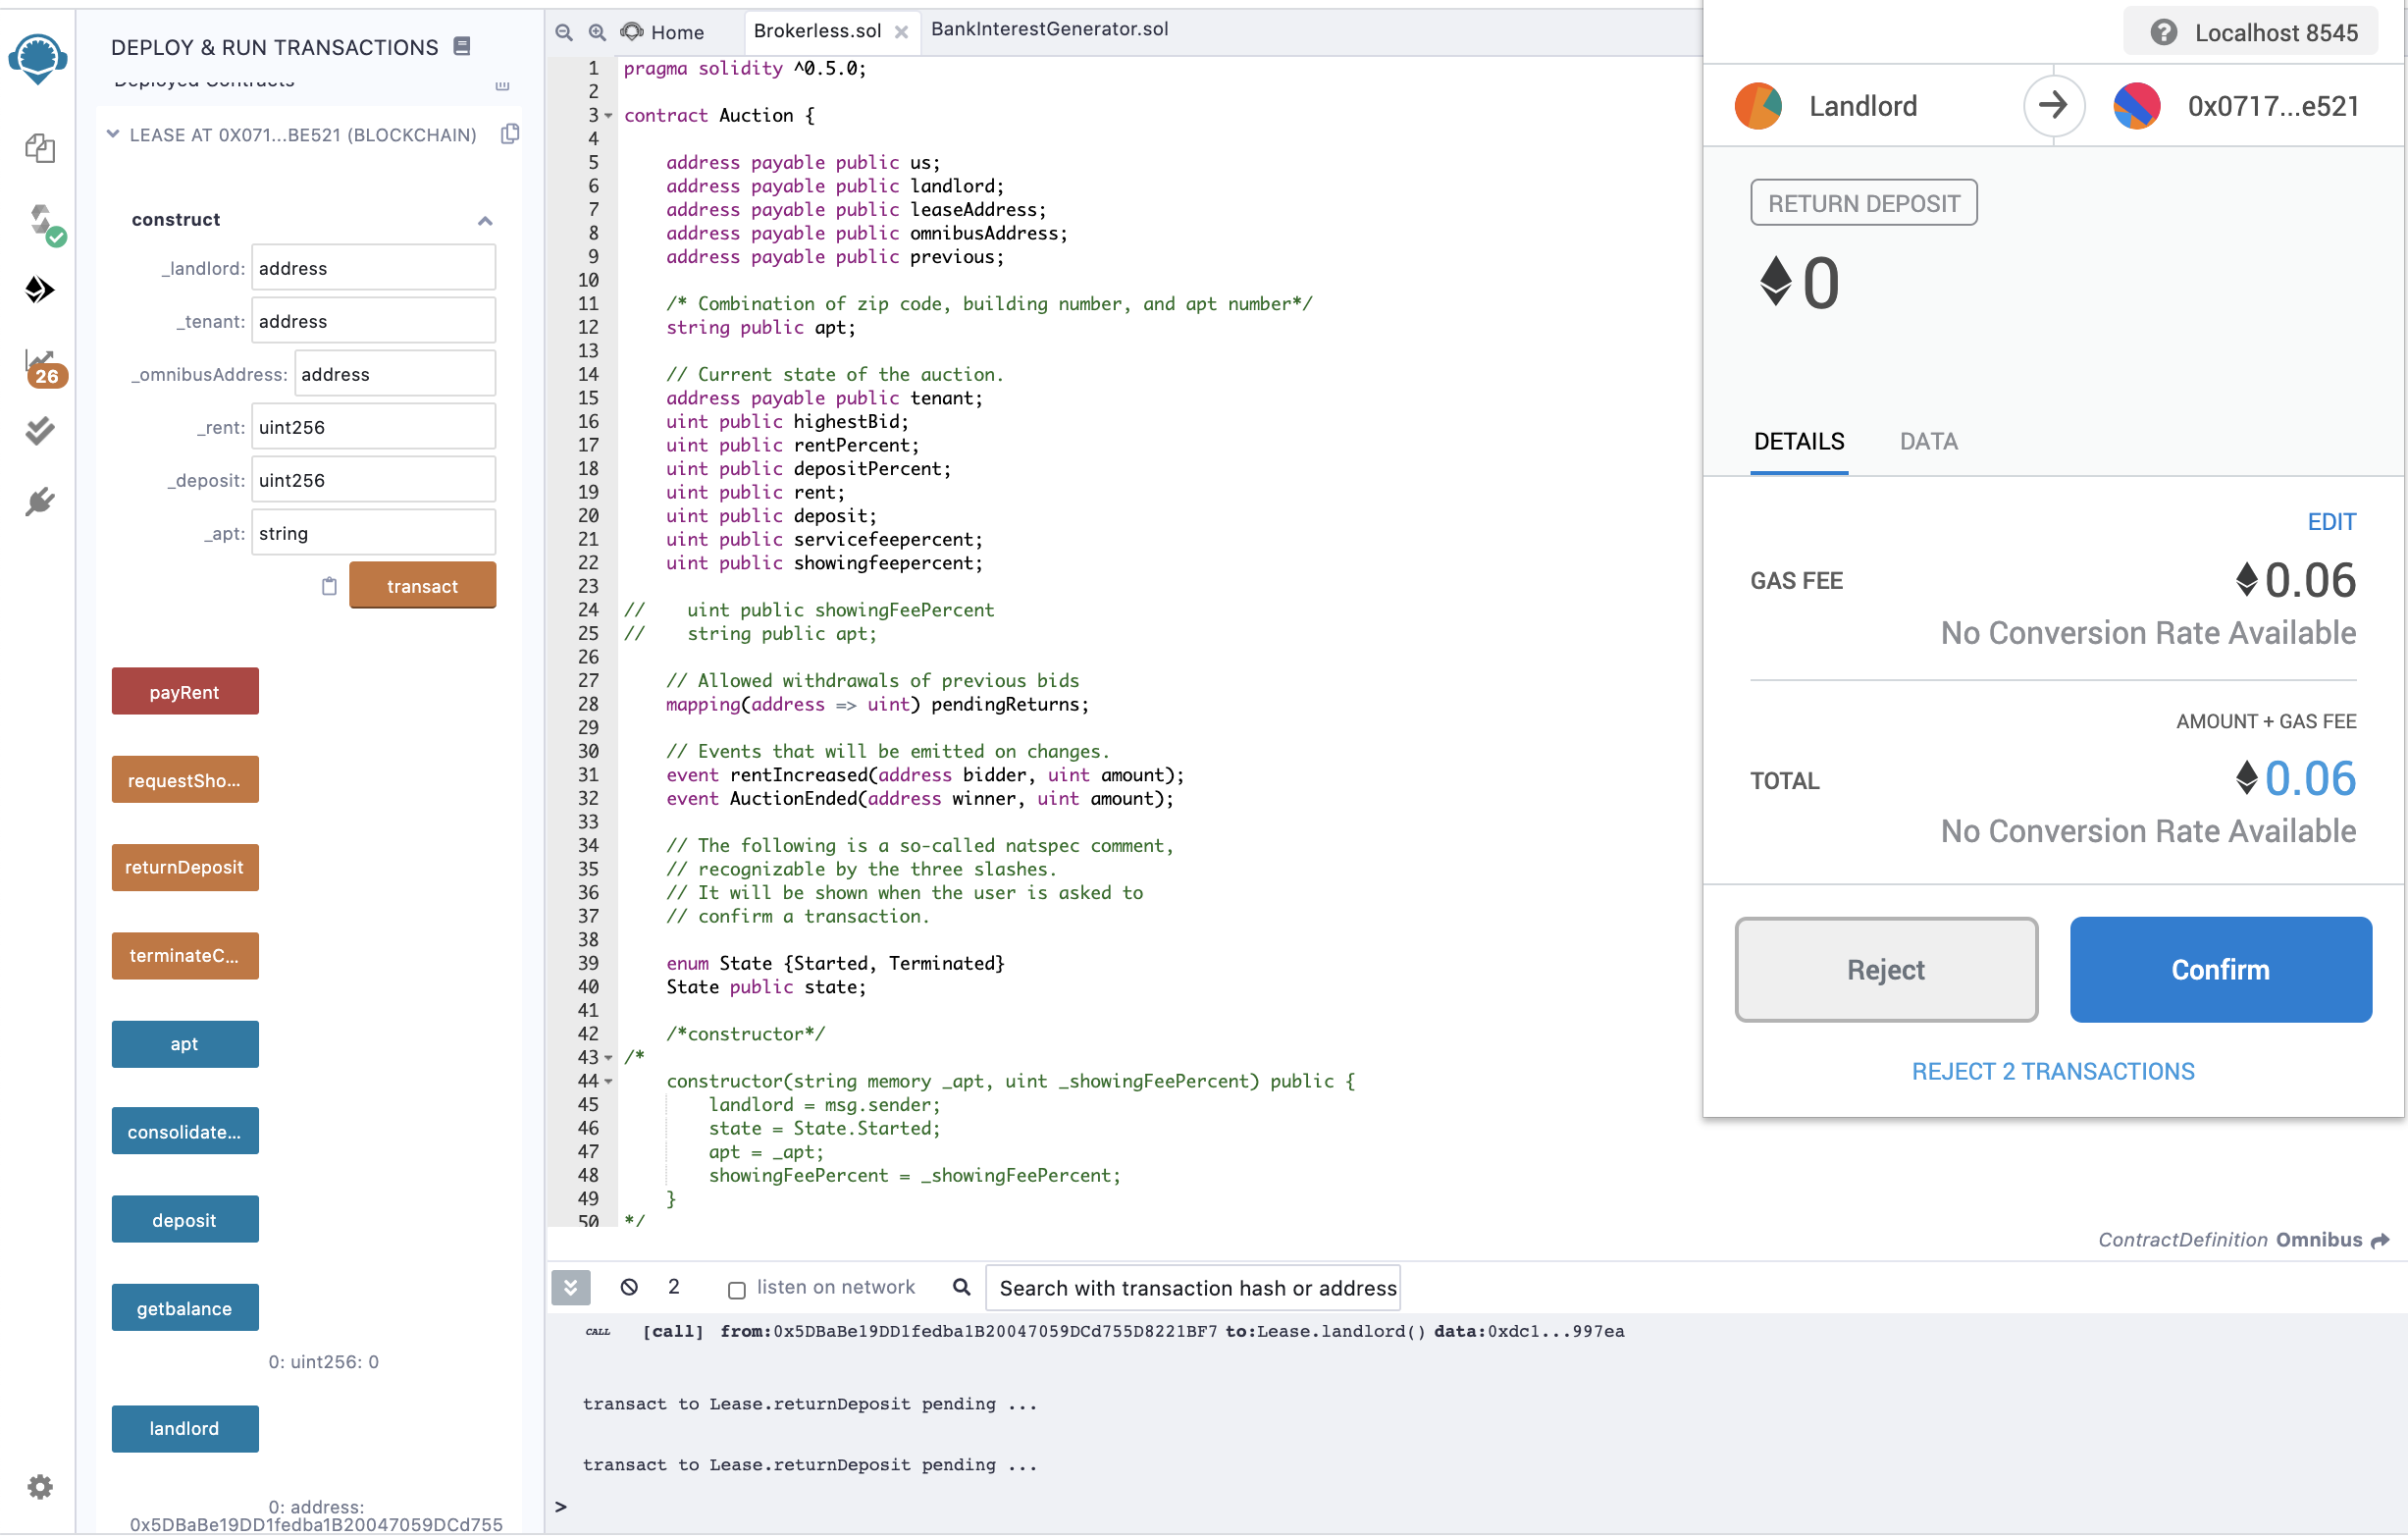 DEPLOY & RUN TRANSACTIONS
Deployed Contracts
LEASE AT 0X071...BE521 (BLOCKCHAIN)
construct
_landlord: address
_tenant: address
_omnibusAddress: address
_rent: uint256
_deposit: uint256
_apt: string
transact
payRent
requestSho...
returnDeposit
terminateC...
apt
consolidate...
deposit
getbalance
0: uint256: 0
landlord
0: address:
0x5DBaBe19DD1fedba1B20047059DCd755
26
Home
Brokerless.sol
BankInterestGenerator.sol
1 pragma solidity ^0.5.0;
2
3 contract Auction {
4
5 address payable public us;
6 address payable public landlord;
7 address payable public leaseAddress;
8 address payable public omnibusAddress;
9 address payable public previous;
10
11 /* Combination of zip code, building number, and apt number*/
12 string public apt;
13
14 // Current state of the auction.
15 address payable public tenant;
16 uint public highestBid;
17 uint public rentPercent;
18 uint public depositPercent;
19 uint public rent;
20 uint public deposit;
21 uint public servicefeepercent;
22 uint public showingfeepercent;
23
24 // uint public showingFeePercent
25 // string public apt;
26
27 // Allowed withdrawals of previous bids
28 mapping(address => uint) pendingReturns;
29
30 // Events that will be emitted on changes.
31 event rentIncreased(address bidder, uint amount);
32 event AuctionEnded(address winner, uint amount);
33
34 // The following is a so-called natspec comment,
35 // recognizable by the three slashes.
36 // It will be shown when the user is asked to
37 // confirm a transaction.
38
39 enum State {Started, Terminated}
40 State public state;
41
42 /*constructor*/
43 /*
44 constructor(string memory _apt, uint _showingFeePercent) public {
45 landlord = msg.sender;
46 state = State.Started;
47 apt = _apt;
48 showingFeePercent = _showingFeePercent;
49 }
50 */
ContractDefinition Omnibus
2
listen on network
Search with transaction hash or address
CALL [call] from:0x5DBaBe19DD1fedba1B20047059DCd755D8221BF7 to:Lease.landlord() data:0xdc1...997ea
transact to Lease.returnDeposit pending ...
transact to Lease.returnDeposit pending ...
>
Localhost 8545
Landlord
0x0717...e521
RETURN DEPOSIT
0
DETAILS
DATA
EDIT
GAS FEE
0.06
No Conversion Rate Available
AMOUNT + GAS FEE
TOTAL
0.06
No Conversion Rate Available
Reject
Confirm
REJECT 2 TRANSACTIONS